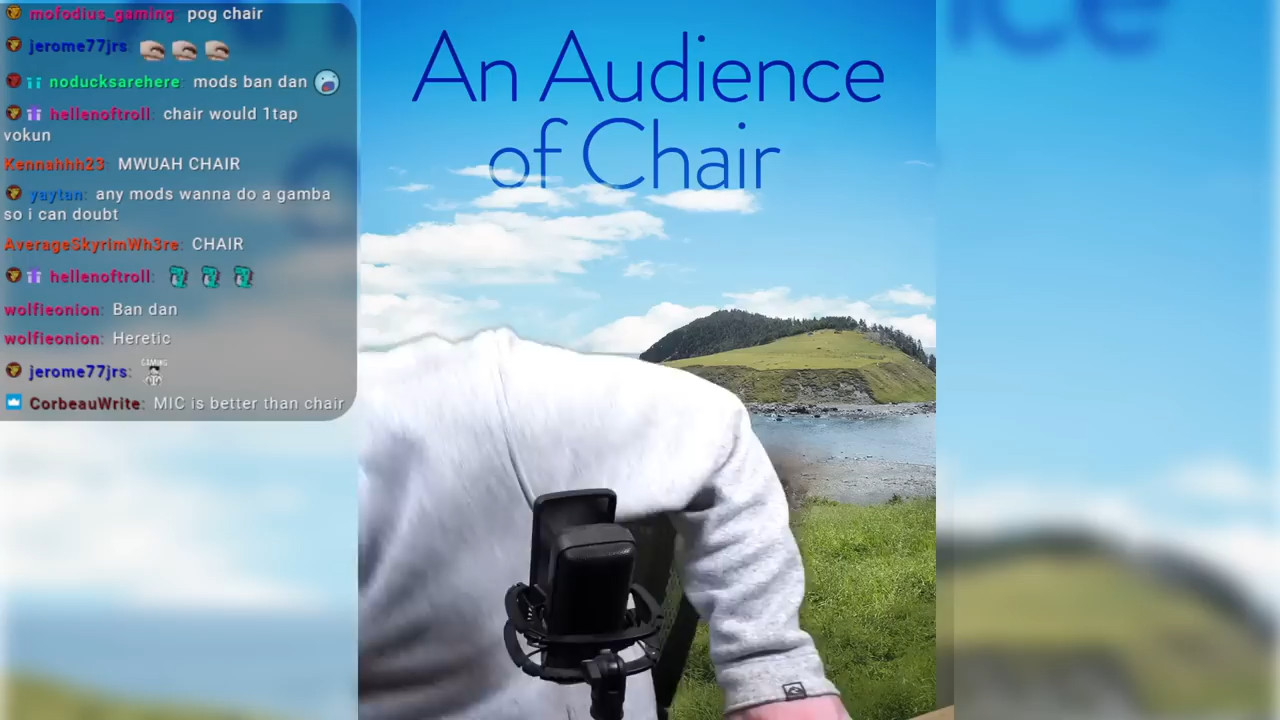 mofodius_gaming: pog chair
jerome77jrs:
noducksarehere: mods ban dan
hellenoftroll: chair would 1tap
vokun
Kennahhh23: MWUAH CHAIR
yaytan: any mods wanna do a gamba
so i can doubt
AverageSkyrimWh3re: CHAIR
hellenoftroll:
wolfieonion: Ban dan
wolfieonion: Heretic
jerome77jrs: GAMING
CorbeauWrite: MIC is better than chair
An Audience
of Chair